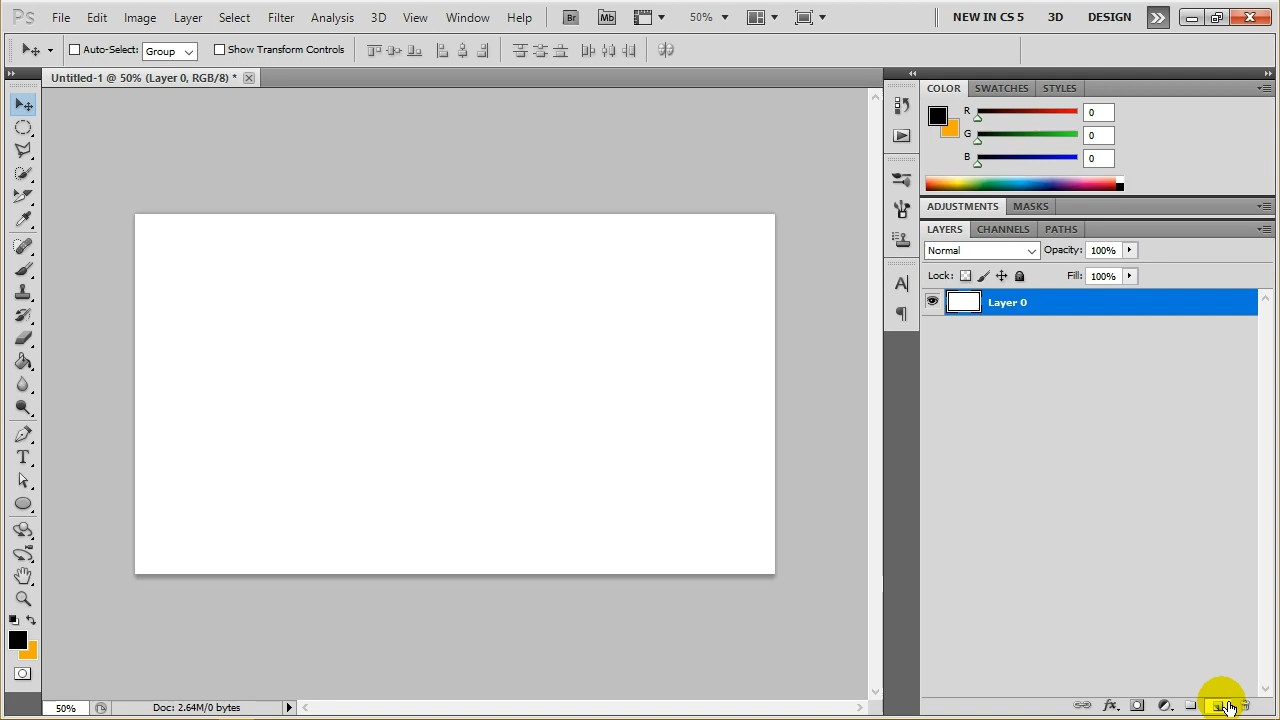 Ps File Edit Image Layer Select Filter Analysis 3D View Window Help Br Mb 50% NEW IN CS 5 3D DESIGN
Auto-Select: Group Show Transform Controls
Untitled-1 @ 50% (Layer 0, RGB/8) *
COLOR SWATCHES STYLES
R 0
G 0
B 0
ADJUSTMENTS MASKS
LAYERS CHANNELS PATHS
Normal Opacity: 100%
Lock: Fill: 100%
Layer 0
50% Doc: 2.64M/0 bytes